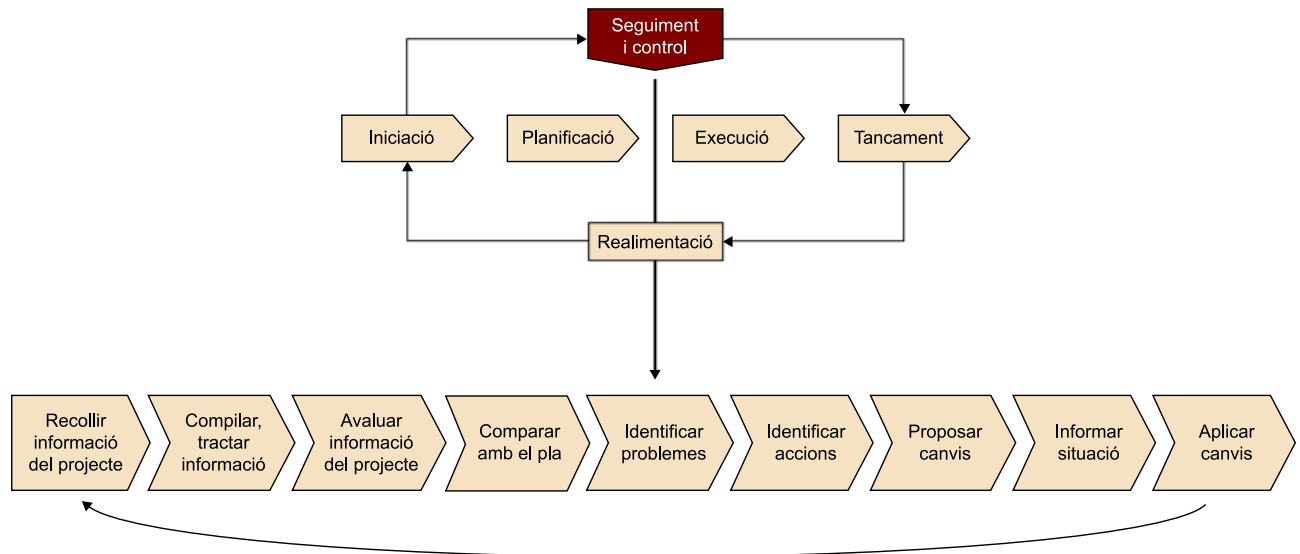 Seguiment
i control
Iniciació
Planificació
Execució
Tancament
Realimentació
Recollir
informació
del projecte
Compilar,
tractar
informació
Avaluar
informació
del projecte
Comparar
amb el pla
Identificar
problemes
Identificar
accions
Proposar
canvis
Informar
situació
Aplicar
canvis